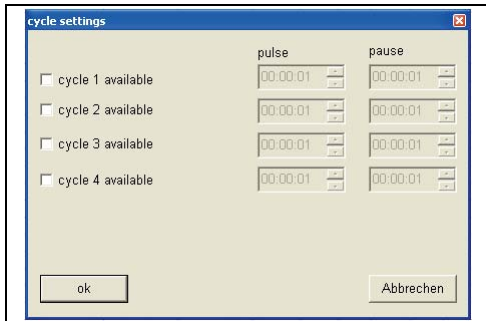 cycle settings
pulse pause
cycle 1 available 00:00:01 00:00:01
cycle 2 available 00:00:01 00:00:01
cycle 3 available 00:00:01 00:00:01
cycle 4 available 00:00:01 00:00:01
ok Abbrechen